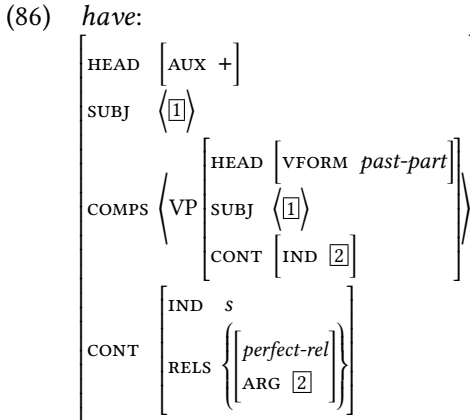 (86) have:
HEAD [AUX +]
SUBJ ⟨1⟩
COMPS ⟨VP
HEAD [VFORM past-part]
SUBJ ⟨1⟩
CONT [IND 2]
⟩
CONT
IND s
RELS {[perfect-rel
ARG 2]}